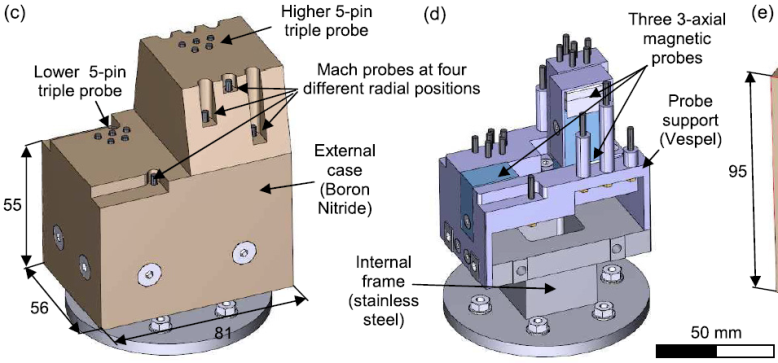 (c)
Higher 5-pin
triple probe
Lower 5-pin
triple probe
Mach probes at four
different radial positions
External
case
(Boron
Nitride)
55
56
81
(d)
Three 3-axial
magnetic
probes
Probe
support
(Vespel)
Internal
frame
(stainless
steel)
50 mm
(e)
95